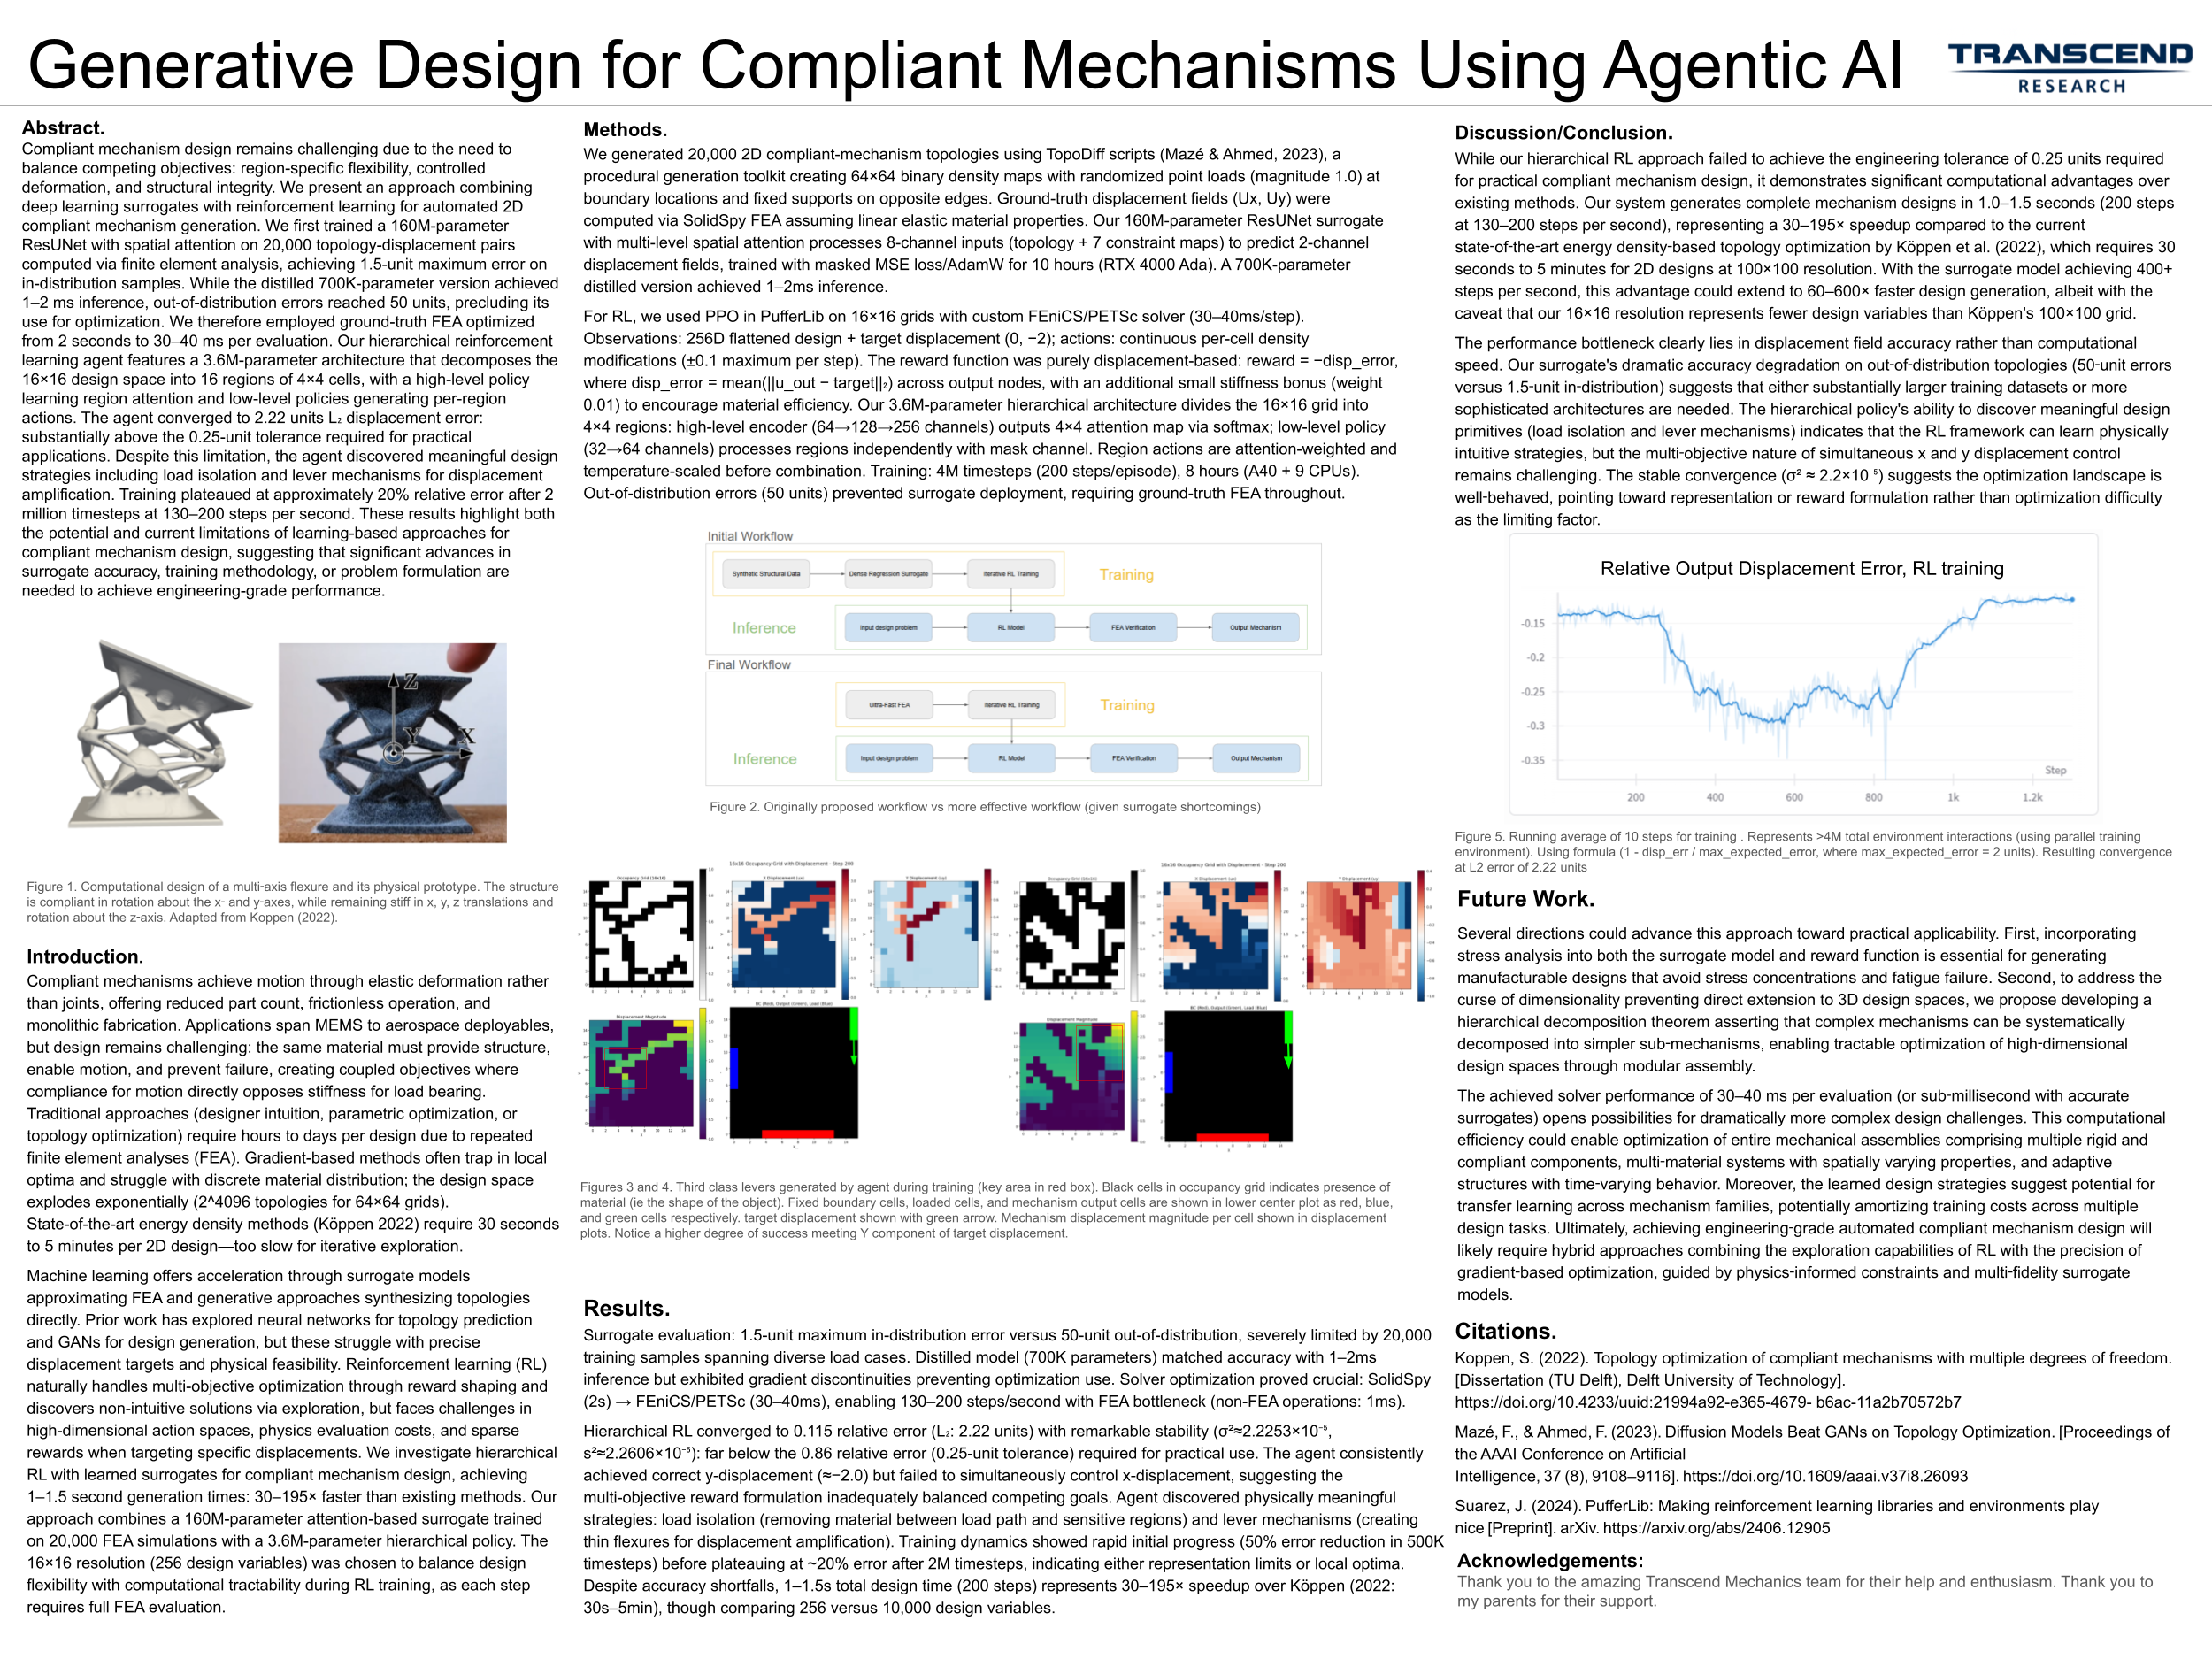 Generative Design for Compliant Mechanisms Using Agentic AI
TRANSCEND
RESEARCH
Abstract.
Compliant mechanism design remains challenging due to the need to
balance competing objectives: region-specific flexibility, controlled
deformation, and structural integrity. We present an approach combining
deep learning surrogates with reinforcement learning for automated 2D
compliant mechanism generation. We first trained a 160M-parameter
ResUNet with spatial attention on 20,000 topology-displacement pairs
computed via finite element analysis, achieving 1.5-unit maximum error on
in-distribution samples. While the distilled 700K-parameter version achieved
1–2 ms inference, out-of-distribution errors reached 50 units, precluding its
use for optimization. We therefore employed ground-truth FEA optimized
from 2 seconds to 30–40 ms per evaluation. Our hierarchical reinforcement
learning agent features a 3.6M-parameter architecture that decomposes the
16×16 design space into 16 regions of 4×4 cells, with a high-level policy
learning region attention and low-level policies generating per-region
actions. The agent converged to 2.22 units L₂ displacement error:
substantially above the 0.25-unit tolerance required for practical
applications. Despite this limitation, the agent discovered meaningful design
strategies including load isolation and lever mechanisms for displacement
amplification. Training plateaued at approximately 20% relative error after 2
million timesteps at 130–200 steps per second. These results highlight both
the potential and current limitations of learning-based approaches for
compliant mechanism design, suggesting that significant advances in
surrogate accuracy, training methodology, or problem formulation are
needed to achieve engineering-grade performance.
Z
Y
X
Figure 1. Computational design of a multi-axis flexure and its physical prototype. The structure
is compliant in rotation about the x- and y-axes, while remaining stiff in x, y, z translations and
rotation about the z-axis. Adapted from Koppen (2022).
Introduction.
Compliant mechanisms achieve motion through elastic deformation rather
than joints, offering reduced part count, frictionless operation, and
monolithic fabrication. Applications span MEMS to aerospace deployables,
but design remains challenging: the same material must provide structure,
enable motion, and prevent failure, creating coupled objectives where
compliance for motion directly opposes stiffness for load bearing.
Traditional approaches (designer intuition, parametric optimization, or
topology optimization) require hours to days per design due to repeated
finite element analyses (FEA). Gradient-based methods often trap in local
optima and struggle with discrete material distribution; the design space
explodes exponentially (2^4096 topologies for 64×64 grids).
State-of-the-art energy density methods (Köppen 2022) require 30 seconds
to 5 minutes per 2D design—too slow for iterative exploration.
Machine learning offers acceleration through surrogate models
approximating FEA and generative approaches synthesizing topologies
directly. Prior work has explored neural networks for topology prediction
and GANs for design generation, but these struggle with precise
displacement targets and physical feasibility. Reinforcement learning (RL)
naturally handles multi-objective optimization through reward shaping and
discovers non-intuitive solutions via exploration, but faces challenges in
high-dimensional action spaces, physics evaluation costs, and sparse
rewards when targeting specific displacements. We investigate hierarchical
RL with learned surrogates for compliant mechanism design, achieving
1–1.5 second generation times: 30–195× faster than existing methods. Our
approach combines a 160M-parameter attention-based surrogate trained
on 20,000 FEA simulations with a 3.6M-parameter hierarchical policy. The
16×16 resolution (256 design variables) was chosen to balance design
flexibility with computational tractability during RL training, as each step
requires full FEA evaluation.
Methods.
We generated 20,000 2D compliant-mechanism topologies using TopoDiff scripts (Mazé & Ahmed, 2023), a
procedural generation toolkit creating 64×64 binary density maps with randomized point loads (magnitude 1.0) at
boundary locations and fixed supports on opposite edges. Ground-truth displacement fields (Ux, Uy) were
computed via SolidSpy FEA assuming linear elastic material properties. Our 160M-parameter ResUNet surrogate
with multi-level spatial attention processes 8-channel inputs (topology + 7 constraint maps) to predict 2-channel
displacement fields, trained with masked MSE loss/AdamW for 10 hours (RTX 4000 Ada). A 700K-parameter
distilled version achieved 1–2ms inference.
For RL, we used PPO in PufferLib on 16×16 grids with custom FEniCS/PETSc solver (30–40ms/step).
Observations: 256D flattened design + target displacement (0, −2); actions: continuous per-cell density
modifications (±0.1 maximum per step). The reward function was purely displacement-based: reward = −disp_error,
where disp_error = mean(||u_out − target||₂) across output nodes, with an additional small stiffness bonus (weight
0.01) to encourage material efficiency. Our 3.6M-parameter hierarchical architecture divides the 16×16 grid into
4×4 regions: high-level encoder (64→128→256 channels) outputs 4×4 attention map via softmax; low-level policy
(32→64 channels) processes regions independently with mask channel. Region actions are attention-weighted and
temperature-scaled before combination. Training: 4M timesteps (200 steps/episode), 8 hours (A40 + 9 CPUs).
Out-of-distribution errors (50 units) prevented surrogate deployment, requiring ground-truth FEA throughout.
Initial Workflow
Synthetic Structural Data
Dense Regression Surrogate
Iterative RL Training
Training
Inference
Input design problem
RL Model
FEA Verification
Output Mechanism
Final Workflow
Ultra-Fast FEA
Iterative RL Training
Training
Inference
Input design problem
RL Model
FEA Verification
Output Mechanism
Figure 2. Originally proposed workflow vs more effective workflow (given surrogate shortcomings)
16x16 Occupancy Grid with Displacement - Step 200
Occupancy Grid (16x16)
X Displacement (ux)
Y Displacement (uy)
Displacement Magnitude
BC (Red), Output (Green), Load (Blue)
16x16 Occupancy Grid with Displacement - Step 200
Occupancy Grid (16x16)
X Displacement (ux)
Y Displacement (uy)
Displacement Magnitude
BC (Red), Output (Green), Load (Blue)
Figures 3 and 4. Third class levers generated by agent during training (key area in red box). Black cells in occupancy grid indicates presence of
material (ie the shape of the object). Fixed boundary cells, loaded cells, and mechanism output cells are shown in lower center plot as red, blue,
and green cells respectively. target displacement shown with green arrow. Mechanism displacement magnitude per cell shown in displacement
plots. Notice a higher degree of success meeting Y component of target displacement.
Results.
Surrogate evaluation: 1.5-unit maximum in-distribution error versus 50-unit out-of-distribution, severely limited by 20,000
training samples spanning diverse load cases. Distilled model (700K parameters) matched accuracy with 1–2ms
inference but exhibited gradient discontinuities preventing optimization use. Solver optimization proved crucial: SolidSpy
(2s) → FEniCS/PETSc (30–40ms), enabling 130–200 steps/second with FEA bottleneck (non-FEA operations: 1ms).
Hierarchical RL converged to 0.115 relative error (L₂: 2.22 units) with remarkable stability (σ²≈2.2253×10⁻⁵,
s²≈2.2606×10⁻⁵): far below the 0.86 relative error (0.25-unit tolerance) required for practical use. The agent consistently
achieved correct y-displacement (≈−2.0) but failed to simultaneously control x-displacement, suggesting the
multi-objective reward formulation inadequately balanced competing goals. Agent discovered physically meaningful
strategies: load isolation (removing material between load path and sensitive regions) and lever mechanisms (creating
thin flexures for displacement amplification). Training dynamics showed rapid initial progress (50% error reduction in 500K
timesteps) before plateauing at ~20% error after 2M timesteps, indicating either representation limits or local optima.
Despite accuracy shortfalls, 1–1.5s total design time (200 steps) represents 30–195× speedup over Köppen (2022:
30s–5min), though comparing 256 versus 10,000 design variables.
Discussion/Conclusion.
While our hierarchical RL approach failed to achieve the engineering tolerance of 0.25 units required
for practical compliant mechanism design, it demonstrates significant computational advantages over
existing methods. Our system generates complete mechanism designs in 1.0–1.5 seconds (200 steps
at 130–200 steps per second), representing a 30–195× speedup compared to the current
state-of-the-art energy density-based topology optimization by Köppen et al. (2022), which requires 30
seconds to 5 minutes for 2D designs at 100×100 resolution. With the surrogate model achieving 400+
steps per second, this advantage could extend to 60–600× faster design generation, albeit with the
caveat that our 16×16 resolution represents fewer design variables than Köppen's 100×100 grid.
The performance bottleneck clearly lies in displacement field accuracy rather than computational
speed. Our surrogate's dramatic accuracy degradation on out-of-distribution topologies (50-unit errors
versus 1.5-unit in-distribution) suggests that either substantially larger training datasets or more
sophisticated architectures are needed. The hierarchical policy's ability to discover meaningful design
primitives (load isolation and lever mechanisms) indicates that the RL framework can learn physically
intuitive strategies, but the multi-objective nature of simultaneous x and y displacement control
remains challenging. The stable convergence (σ² ≈ 2.2×10⁻⁵) suggests the optimization landscape is
well-behaved, pointing toward representation or reward formulation rather than optimization difficulty
as the limiting factor.
Relative Output Displacement Error, RL training
-0.15
-0.2
-0.25
-0.3
-0.35
Step
200 400 600 800 1k 1.2k
Figure 5. Running average of 10 steps for training . Represents >4M total environment interactions (using parallel training
environment). Using formula (1 - disp_err / max_expected_error, where max_expected_error = 2 units). Resulting convergence
at L2 error of 2.22 units
Future Work.
Several directions could advance this approach toward practical applicability. First, incorporating
stress analysis into both the surrogate model and reward function is essential for generating
manufacturable designs that avoid stress concentrations and fatigue failure. Second, to address the
curse of dimensionality preventing direct extension to 3D design spaces, we propose developing a
hierarchical decomposition theorem asserting that complex mechanisms can be systematically
decomposed into simpler sub-mechanisms, enabling tractable optimization of high-dimensional
design spaces through modular assembly.
The achieved solver performance of 30–40 ms per evaluation (or sub-millisecond with accurate
surrogates) opens possibilities for dramatically more complex design challenges. This computational
efficiency could enable optimization of entire mechanical assemblies comprising multiple rigid and
compliant components, multi-material systems with spatially varying properties, and adaptive
structures with time-varying behavior. Moreover, the learned design strategies suggest potential for
transfer learning across mechanism families, potentially amortizing training costs across multiple
design tasks. Ultimately, achieving engineering-grade automated compliant mechanism design will
likely require hybrid approaches combining the exploration capabilities of RL with the precision of
gradient-based optimization, guided by physics-informed constraints and multi-fidelity surrogate
models.
Citations.
Koppen, S. (2022). Topology optimization of compliant mechanisms with multiple degrees of freedom.
[Dissertation (TU Delft), Delft University of Technology].
https://doi.org/10.4233/uuid:21994a92-e365-4679- b6ac-11a2b70572b7
Mazé, F., & Ahmed, F. (2023). Diffusion Models Beat GANs on Topology Optimization. [Proceedings of
the AAAI Conference on Artificial
Intelligence, 37 (8), 9108–9116]. https://doi.org/10.1609/aaai.v37i8.26093
Suarez, J. (2024). PufferLib: Making reinforcement learning libraries and environments play
nice [Preprint]. arXiv. https://arxiv.org/abs/2406.12905
Acknowledgements:
Thank you to the amazing Transcend Mechanics team for their help and enthusiasm. Thank you to
my parents for their support.